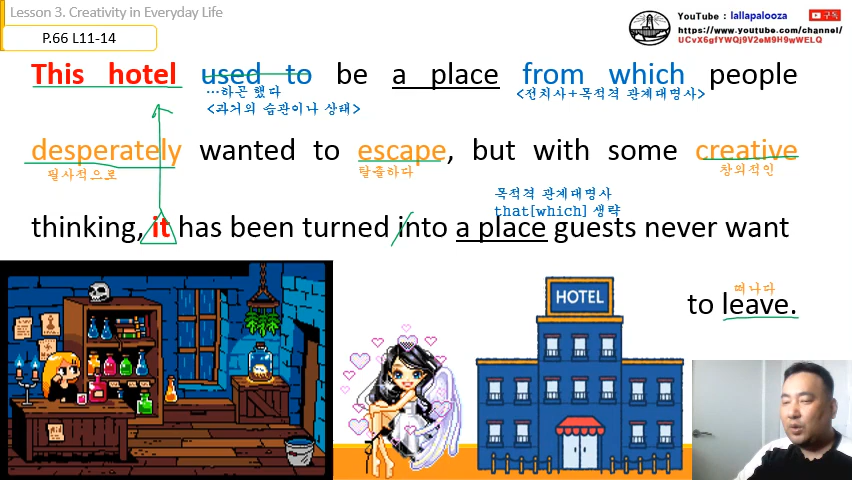 Lesson 3. Creativity in Everyday Life
P.66 L11-14
YouTube : lallapalooza
구독
https://www.youtube.com/channel/
UCvX6gfYWQj9V2eM9H9wWELQ
This hotel used to be a place from which people
…하곤 했다
<과거의 습관이나 상태>
<전치사+목적격 관계대명사>
desperately wanted to escape, but with some creative
필사적으로
탈출하다
창의적인
목적격 관계대명사
that[which] 생략
thinking, it has been turned into a place guests never want
떠나다
to leave.
HOTEL